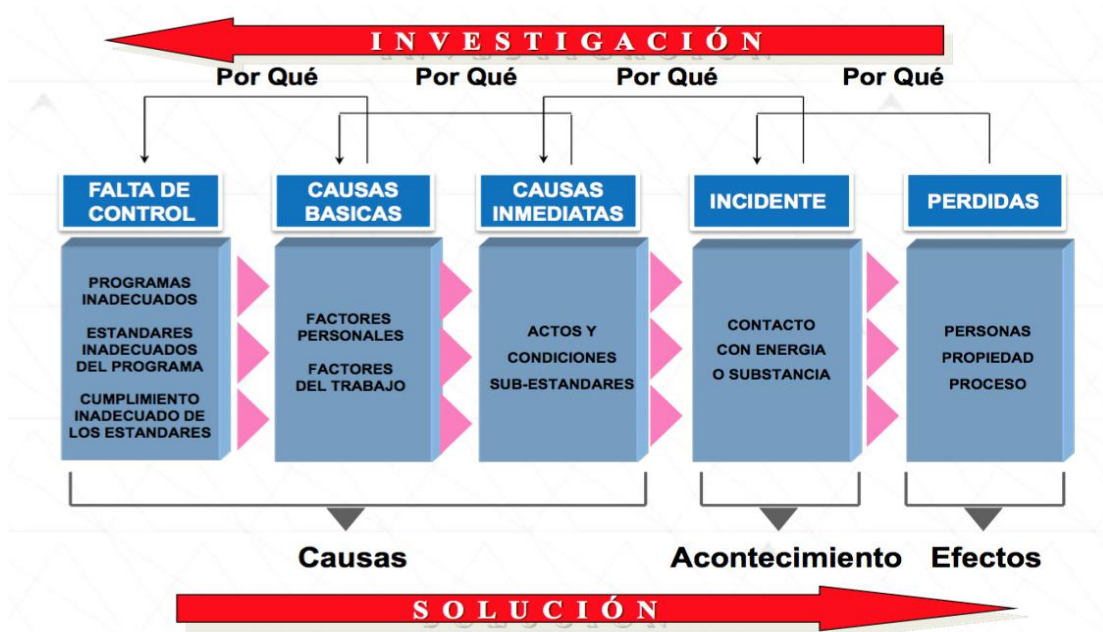 INVESTIGACIÓN
Por Qué Por Qué Por Qué Por Qué
FALTA DE
CONTROL
CAUSAS
BASICAS
CAUSAS
INMEDIATAS
INCIDENTE
PERDIDAS
PROGRAMAS
INADECUADOS
ESTANDARES
INADECUADOS
DEL PROGRAMA
CUMPLIMIENTO
INADECUADO DE
LOS ESTANDARES
FACTORES
PERSONALES
FACTORES
DEL TRABAJO
ACTOS Y
CONDICIONES
SUB-ESTANDARES
CONTACTO
CON ENERGIA
O SUBSTANCIA
PERSONAS
PROPIEDAD
PROCESO
Causas
Acontecimiento
Efectos
SOLUCIÓN